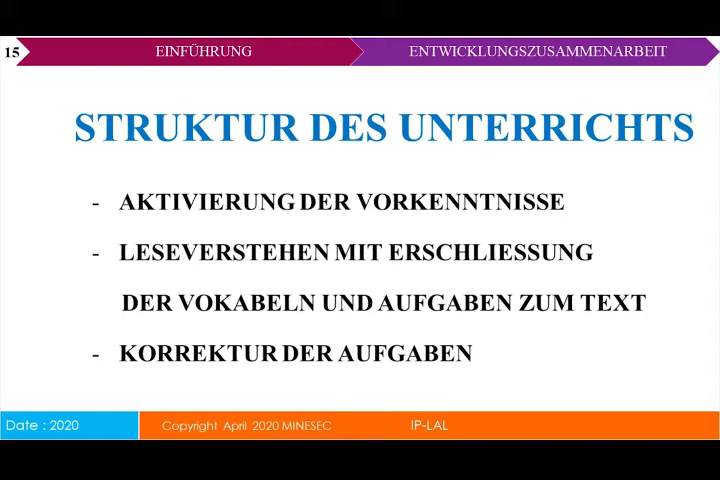 15 EINFÜHRUNG ENTWICKLUNGSZUSAMMENARBEIT
STRUKTUR DES UNTERRICHTS
- AKTIVIERUNG DER VORKENNTNISSE
- LESEVERSTEHEN MIT ERSCHLIESSUNG
DER VOKABELN UND AUFGABEN ZUM TEXT
- KORREKTUR DER AUFGABEN
Date : 2020 Copyright April 2020 MINESEC IP-LAL